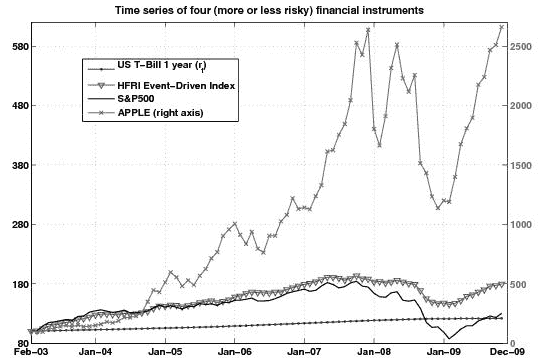 Time series of four (more or less risky) financial instruments
US T-Bill 1 year (rf)
HFRI Event-Driven Index
S&P500
APPLE (right axis)
580
480
380
280
180
80
2500
2000
1500
1000
500
0
Feb-03 Jan-04 Jan-05 Jan-06 Jan-07 Jan-08 Jan-09 Dec-09